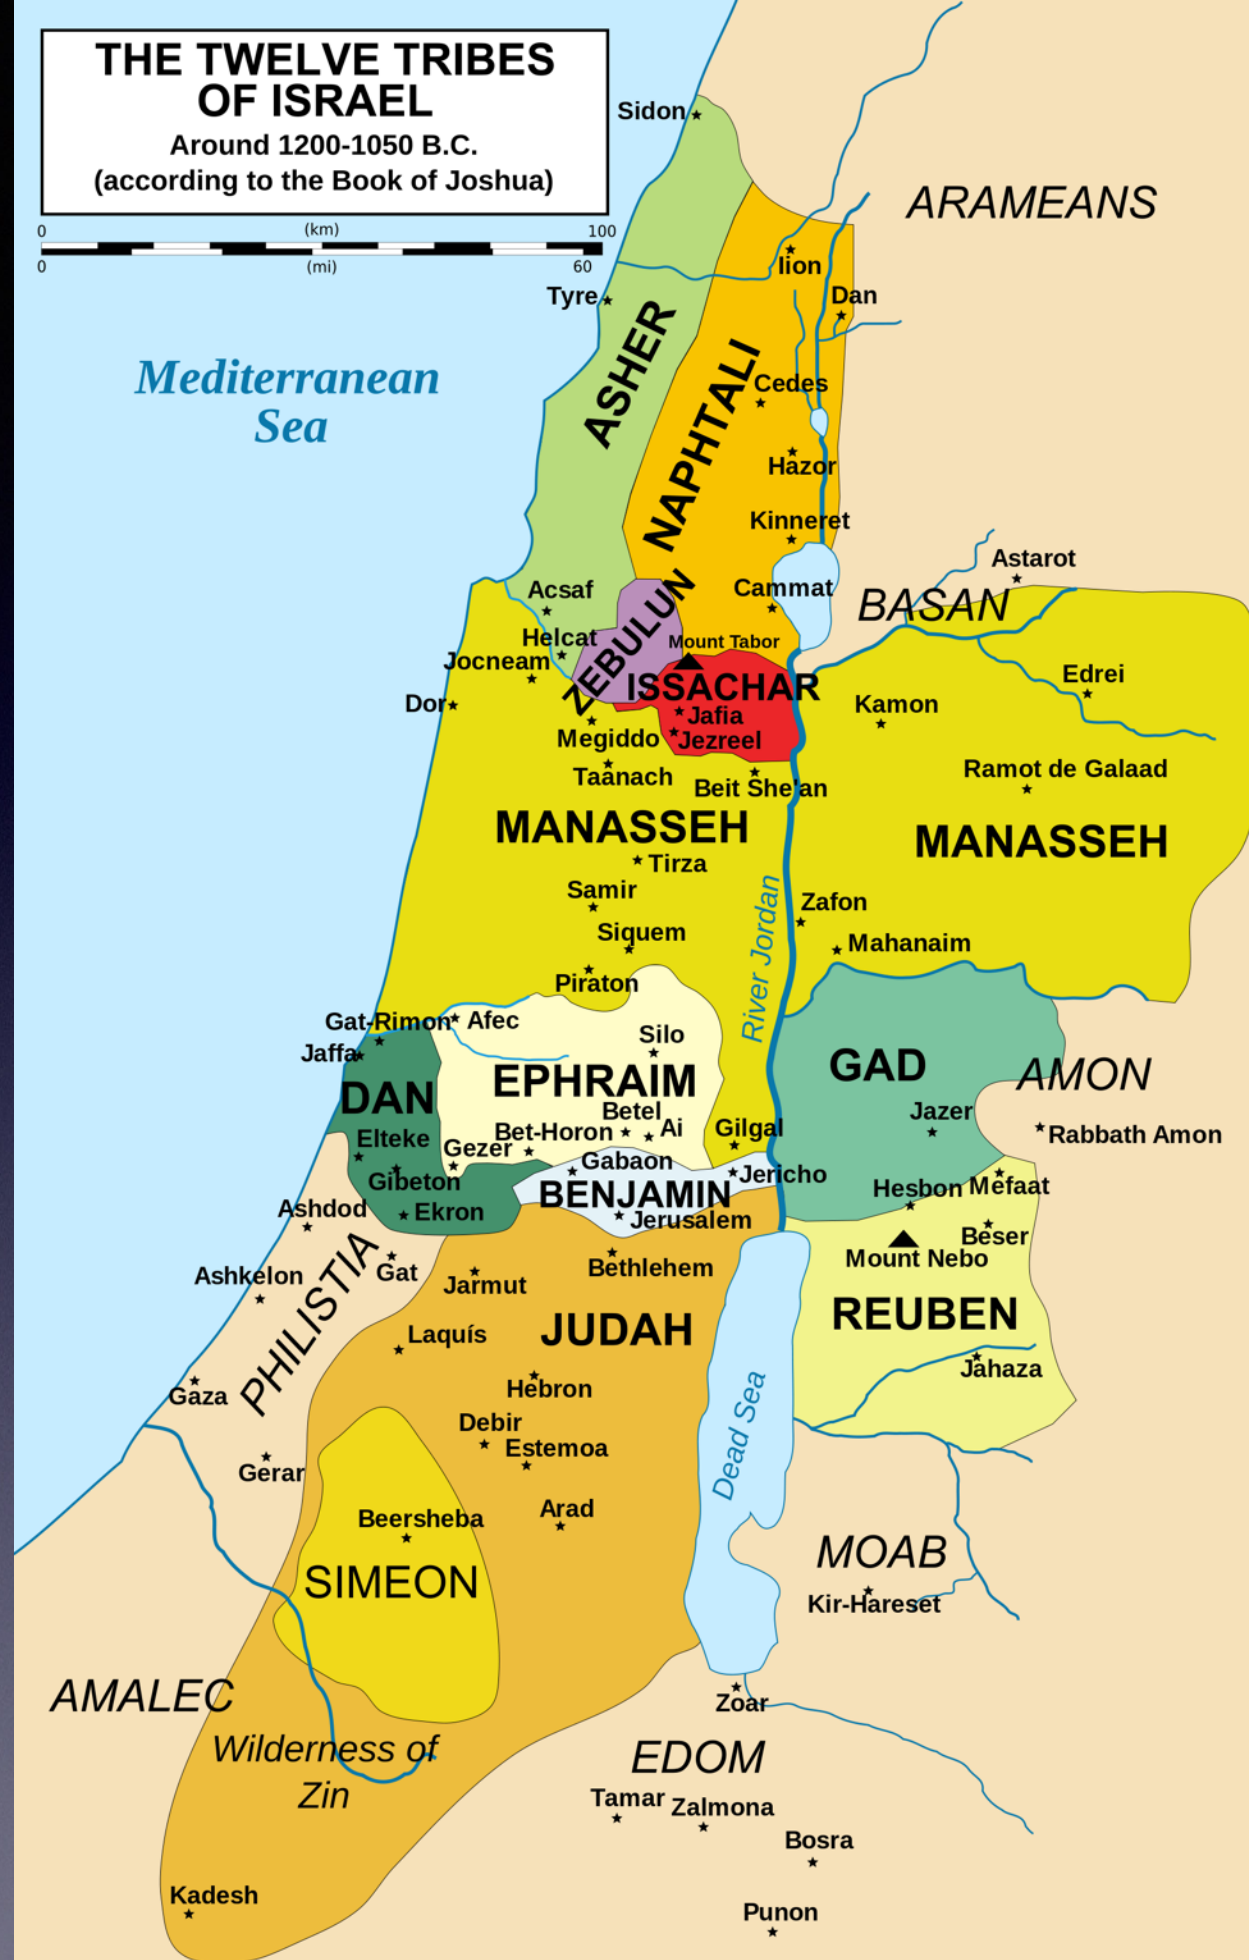 THE TWELVE TRIBES
OF ISRAEL
Around 1200-1050 B.C.
(according to the Book of Joshua)
0 (km) 100
0 (mi) 60
Sidon
ARAMEANS
Iion
Dan
Tyre
Mediterranean
Sea
ASHER
NAPHTALI
Cedes
Hazor
Kinneret
Astarot
Acsaf
Cammat
BASAN
Helcat
ZEBULUN
Mount Tabor
Jocneam
ISSACHAR
Edrei
Dor
Jafia
Kamon
Megiddo
Jezreel
Taanach
Beit She'an
Ramot de Galaad
MANASSEH
MANASSEH
Tirza
Samir
Zafon
Siquem
River Jordan
Mahanaim
Piraton
Gat-Rimon
Afec
Jaffa
Silo
GAD
AMON
DAN
EPHRAIM
Betel
Jazer
Elteke
Gezer
Bet-Horon
Ai
Gilgal
Rabbath Amon
Gibeton
Gabaon
Jericho
BENJAMIN
Hesbon
Mefaat
Ashdod
Ekron
Jerusalem
Beser
Mount Nebo
Ashkelon
PHILISTIA
Gat
Jarmut
Bethlehem
REUBEN
Laquís
JUDAH
Jahaza
Gaza
Hebron
Dead Sea
Debir
Estemoa
Gerar
Beersheba
Arad
SIMEON
MOAB
Kir-Hareset
AMALEC
Zoar
Wilderness of
Zin
EDOM
Tamar
Zalmona
Bosra
Kadesh
Punon